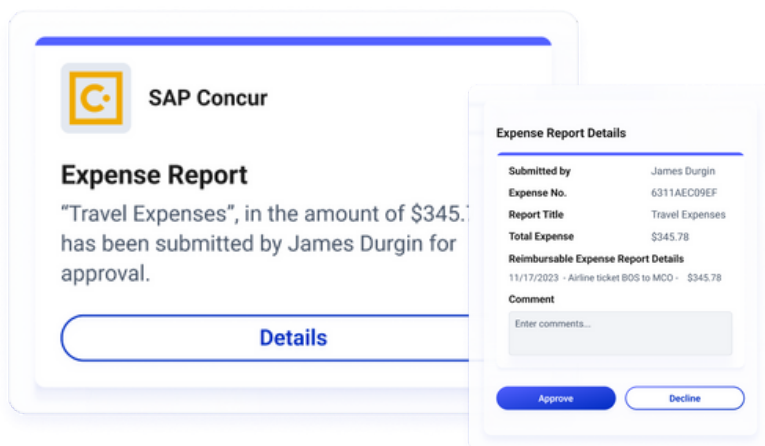 SAP Concur
Expense Report
“Travel Expenses”, in the amount of $345.
has been submitted by James Durgin for
approval.
Details
Expense Report Details
Submitted by James Durgin
Expense No. 6311AEC09EF
Report Title Travel Expenses
Total Expense $345.78
Reimbursable Expense Report Details
11/17/2023 - Airline ticket BOS to MCO - $345.78
Comment
Enter comments...
Approve Decline